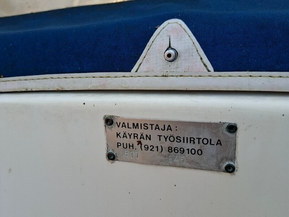 VALMISTAJA:
KÄYRÄN TYÖSIIRTOLA
PUH. (921) 869100